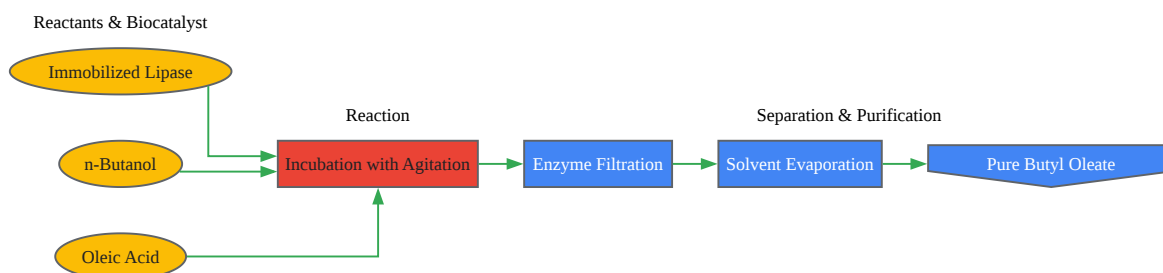 Reactants & Biocatalyst
Immobilized Lipase
n-Butanol
Oleic Acid
Reaction
Incubation with Agitation
Separation & Purification
Enzyme Filtration
Solvent Evaporation
Pure Butyl Oleate